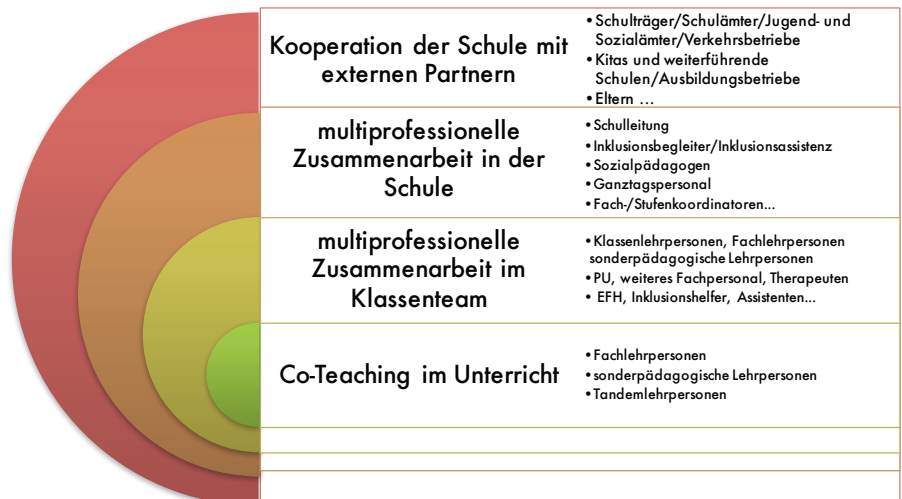 Kooperation der Schule mit
externen Partnern
•Schulträger/Schulämter/Jugend- und
Sozialämter/Verkehrsbetriebe
•Kitas und weiterführende
Schulen/Ausbildungsbetriebe
•Eltern …
multiprofessionelle
Zusammenarbeit in der
Schule
•Schulleitung
•Inklusionsbegleiter/Inklusionsassistenz
•Sozialpädagogen
•Ganztagspersonal
•Fach-/Stufenkoordinatoren…
multiprofessionelle
Zusammenarbeit im
Klassenteam
•Klassenlehrpersonen, Fachlehrpersonen
sonderpädagogische Lehrpersonen
•PU, weiteres Fachpersonal, Therapeuten
• EFH, Inklusionshelfer, Assistenten…
Co-Teaching im Unterricht
•Fachlehrpersonen
•sonderpädagogische Lehrpersonen
•Tandemlehrpersonen